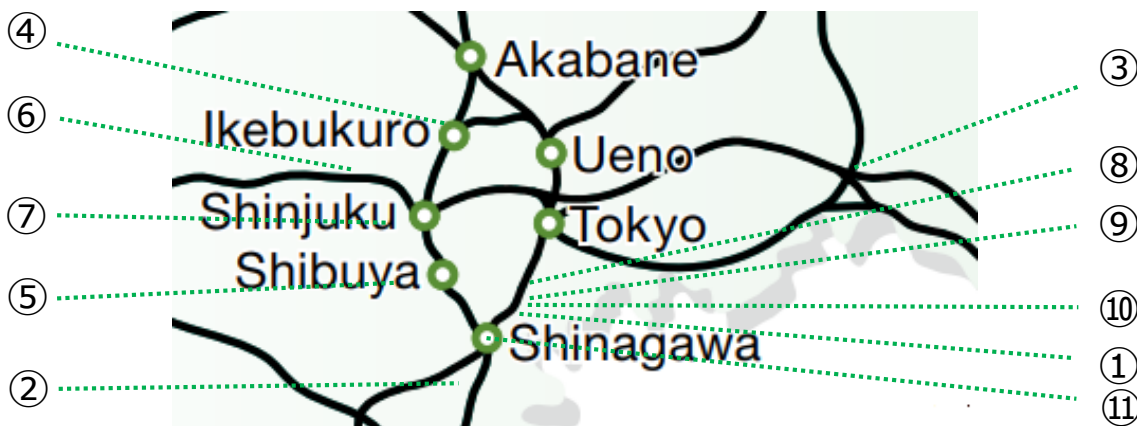 ④
Akabane
③
⑥
Ikebukuro
Ueno
⑧
⑦
Shinjuku
Tokyo
⑨
⑤
Shibuya
⑩
Shinagawa
①
②
⑪